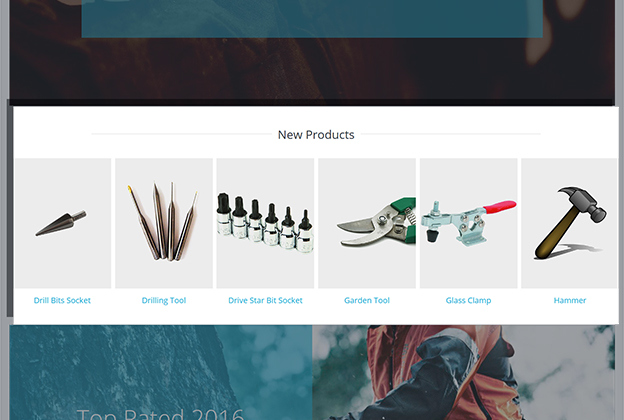 New Products
Drill Bits Socket
Drilling Tool
Drive Star Bit Socket
Garden Tool
Glass Clamp
Hammer
Top Rated 2016